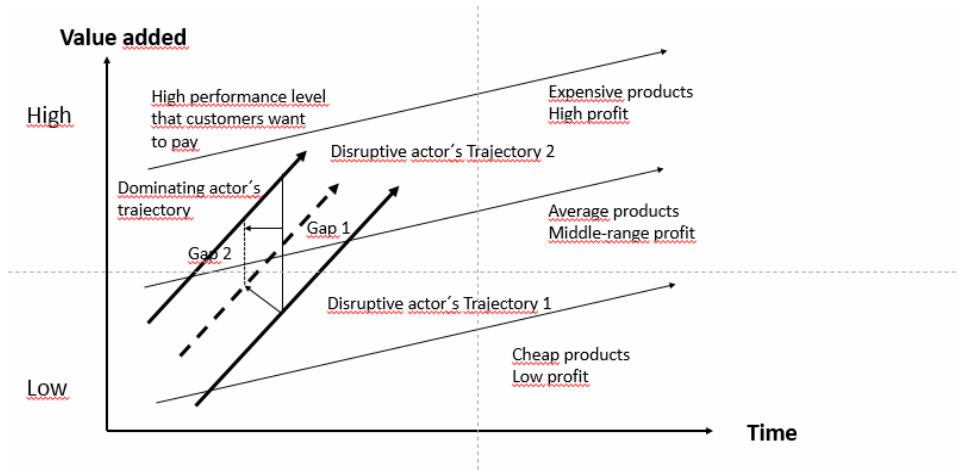 Value added
High
High performance level
that customers want
to pay
Expensive products
High profit
Disruptive actor´s Trajectory 2
Dominating actor´s
trajectory
Average products
Middle-range profit
Gap 1
Gap 2
Disruptive actor´s Trajectory 1
Cheap products
Low profit
Low
Time